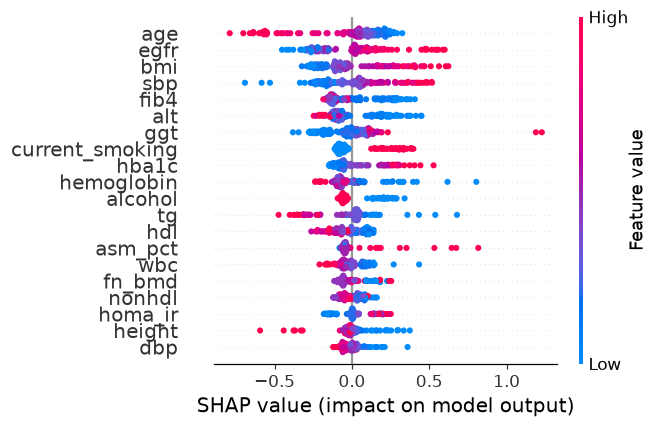 High
age
egfr
bmi
sbp
fib4
alt
ggt
current_smoking
hba1c
hemoglobin
alcohol
tg
hdl
asm_pct
wbc
fn_bmd
nonhdl
homa_ir
height
dbp
Feature value
Low
−0.5 0.0 0.5 1.0
SHAP value (impact on model output)